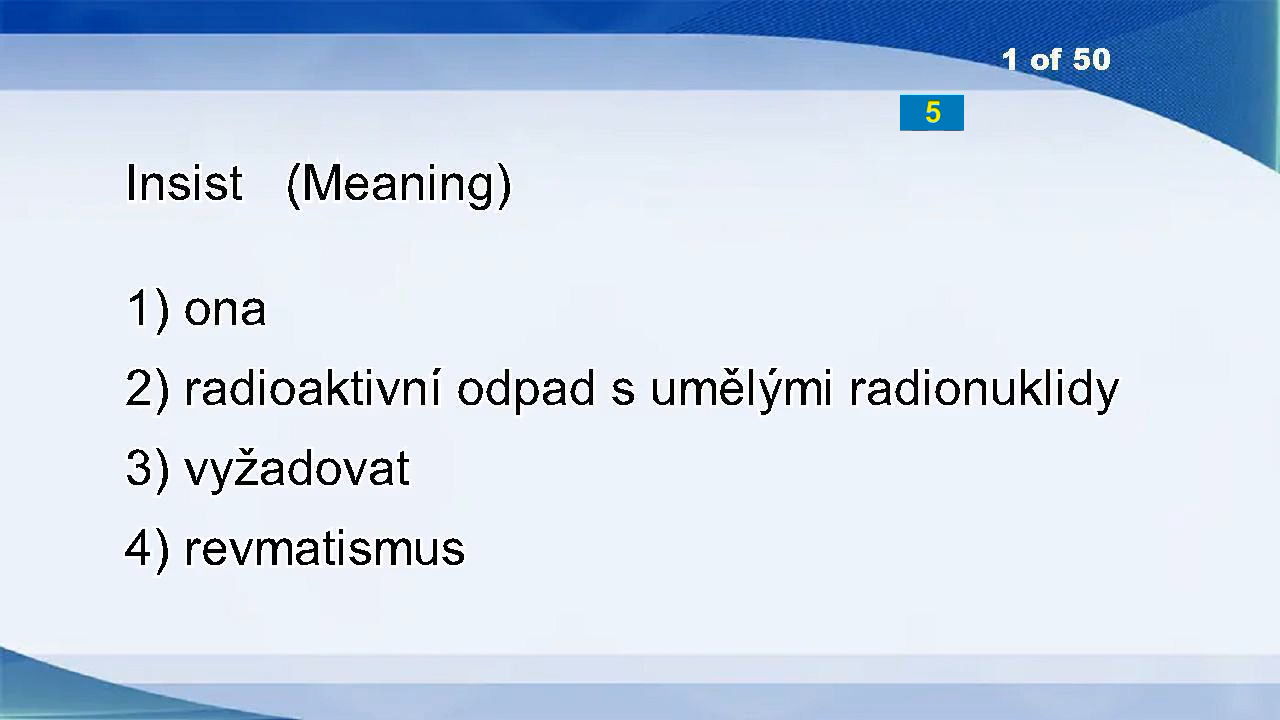 1 of 50
5
Insist (Meaning)
1) ona
2) radioaktivní odpad s umělými radionuklidy
3) vyžadovat
4) revmatismus